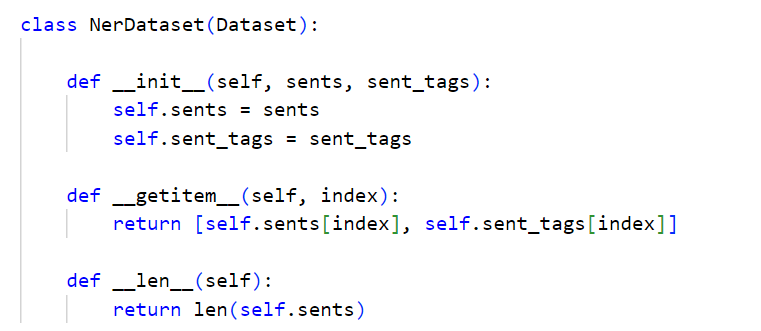 class NerDataset(Dataset):
def __init__(self, sents, sent_tags):
self.sents = sents
self.sent_tags = sent_tags
def __getitem__(self, index):
return [self.sents[index], self.sent_tags[index]]
def __len__(self):
return len(self.sents)